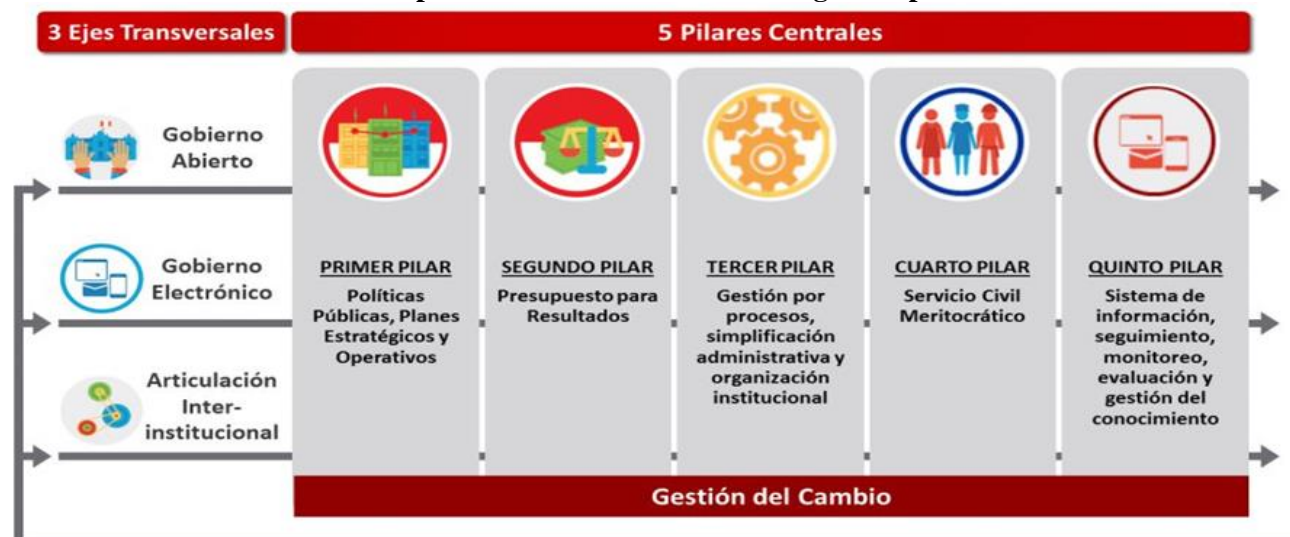 3 Ejes Transversales
5 Pilares Centrales
Gobierno
Abierto
Gobierno
Electrónico
Articulación
Inter-
institucional
PRIMER PILAR
Políticas
Públicas, Planes
Estratégicos y
Operativos
SEGUNDO PILAR
Presupuesto para
Resultados
TERCER PILAR
Gestión por
procesos,
simplificación
administrativa y
organización
institucional
CUARTO PILAR
Servicio Civil
Meritocrático
QUINTO PILAR
Sistema de
información,
seguimiento,
monitoreo,
evaluación y
gestión del
conocimiento
Gestión del Cambio